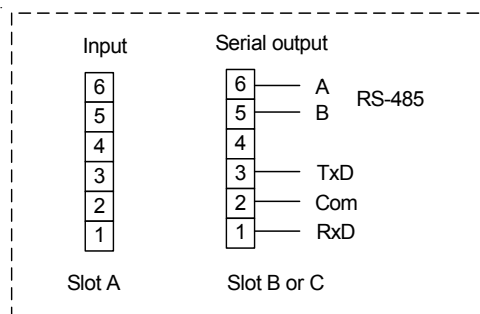 Input Serial output
6 6 A RS-485
5 5 B
4 4
3 3 TxD
2 2 Com
1 1 RxD
Slot A Slot B or C